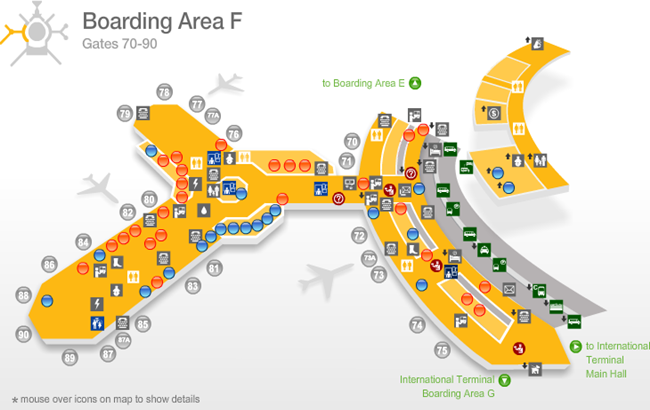 Boarding Area F
Gates 70-90
to Boarding Area E
78
79
77
77A
76
70
71
80
82
84
86
88
90
89
87
87A
85
83
81
72
73A
73
74
75
$
?
?
?
to International
Terminal
Main Hall
International Terminal
Boarding Area G
* mouse over icons on map to show details